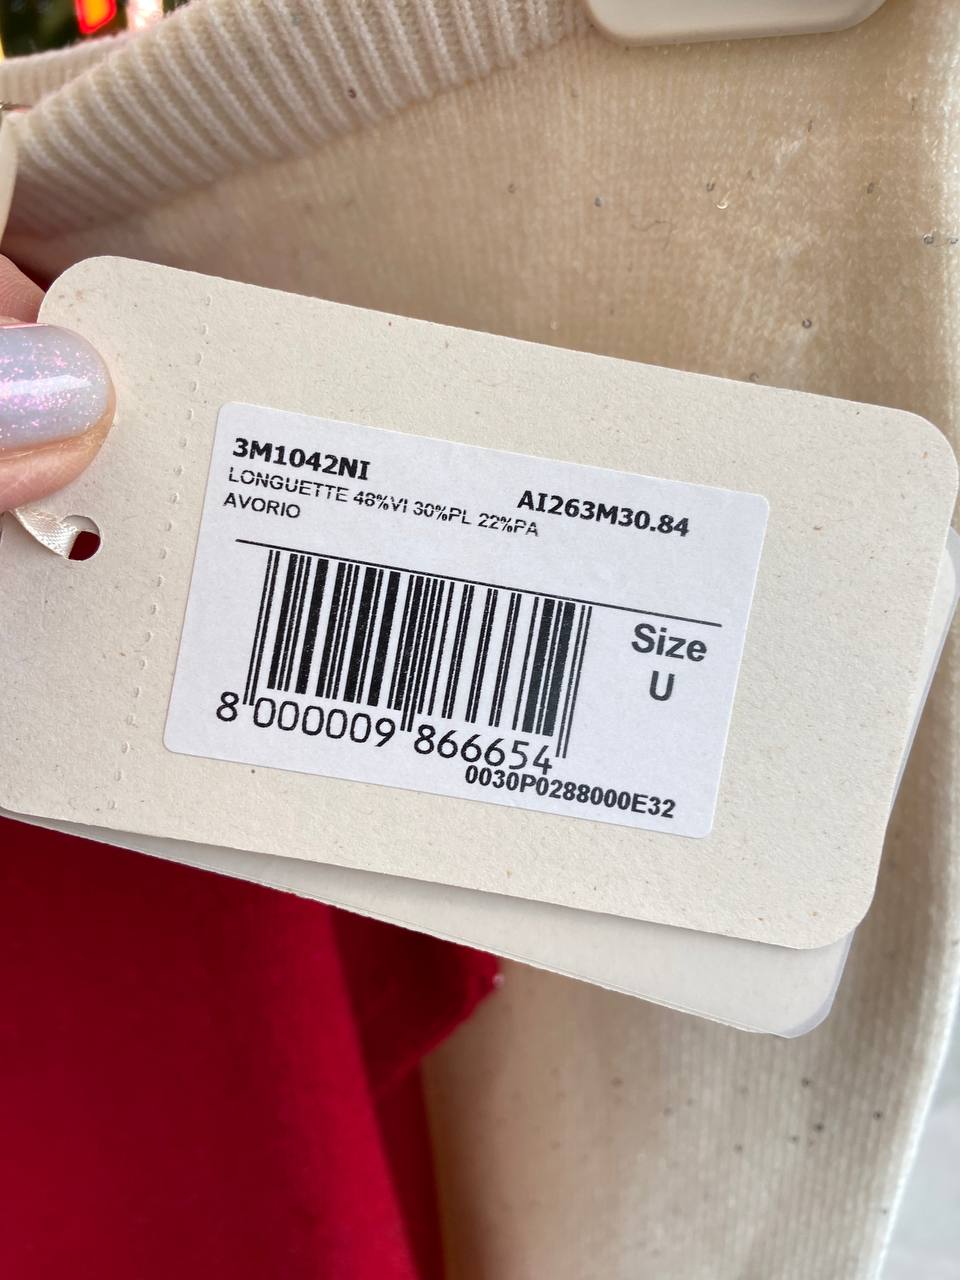 3M1042NI
LONGUETTE 48%VI 30%PL 22%PA
AI263M30.84
AVORIO
Size
U
8 000009 866654
0030P0288000E32